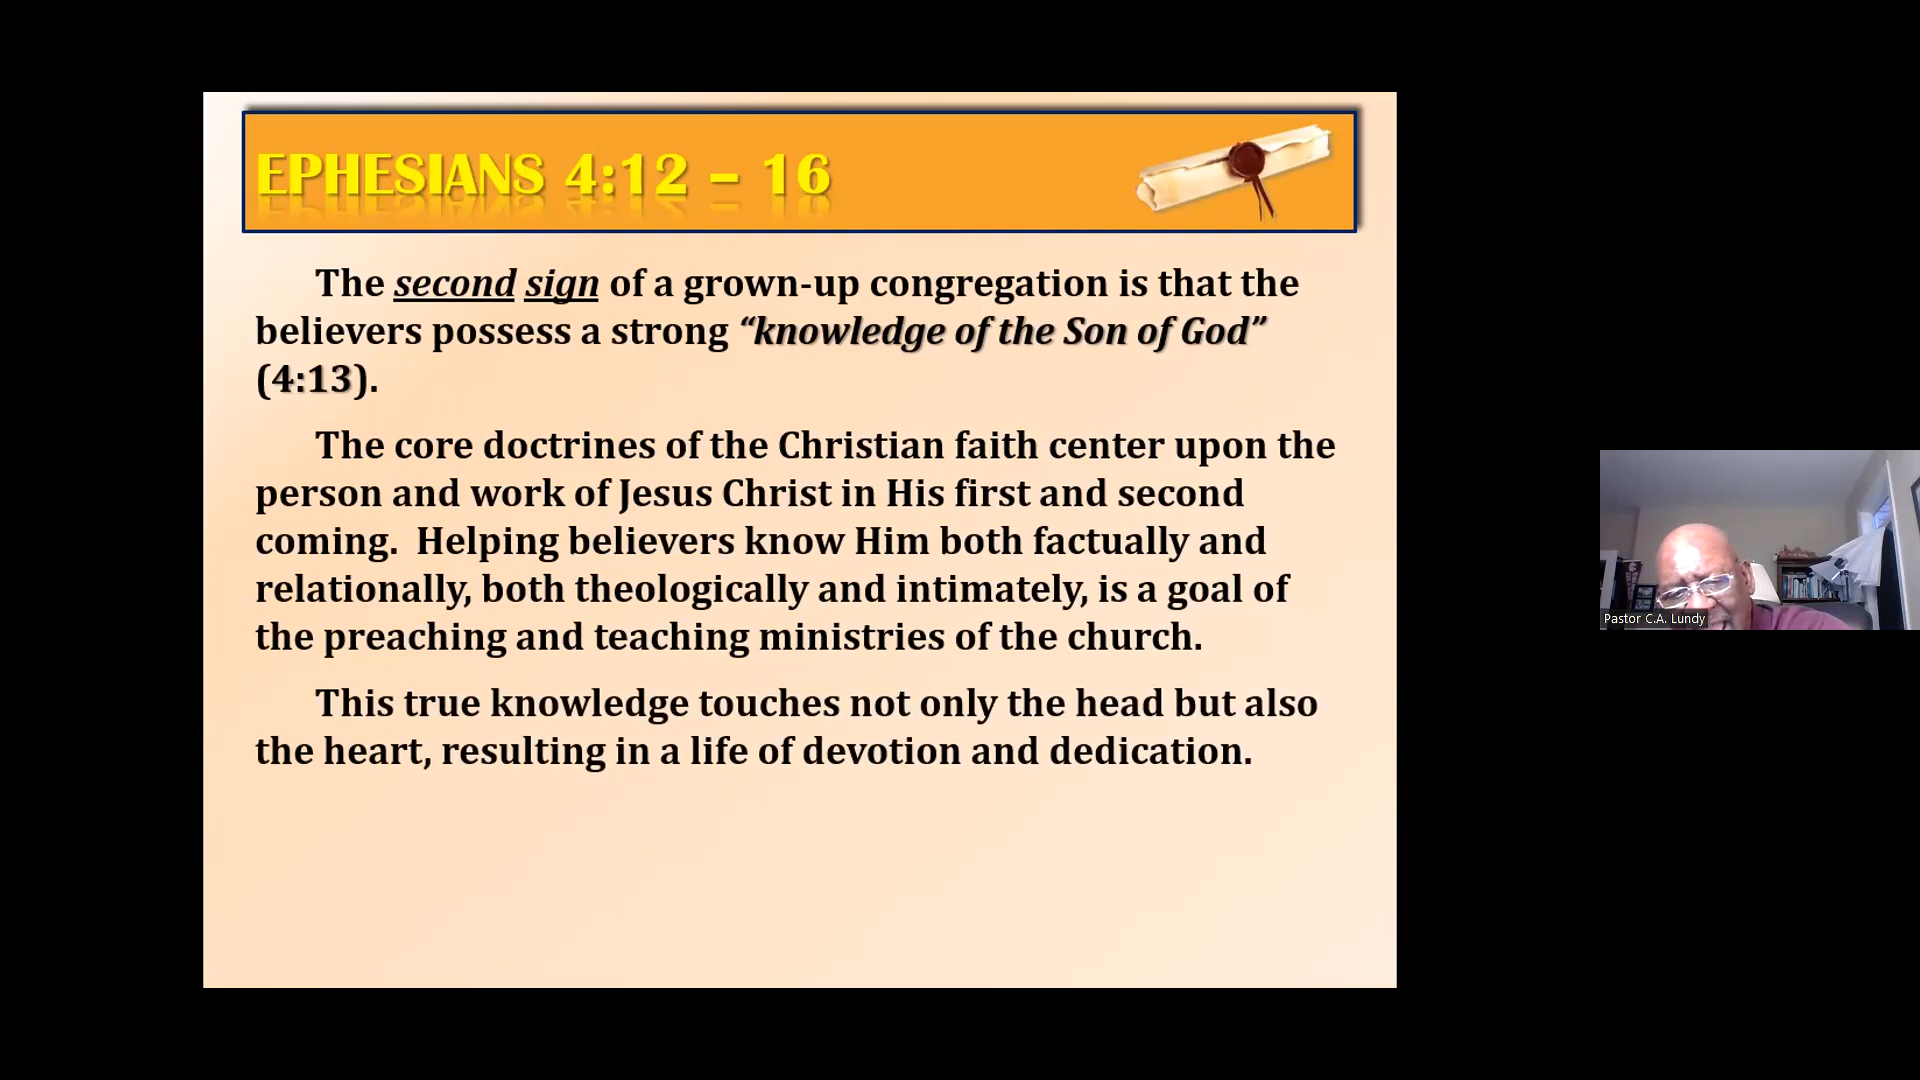 EPHESIANS 4:12 – 16
The second sign of a grown-up congregation is that the
believers possess a strong “knowledge of the Son of God”
(4:13).
The core doctrines of the Christian faith center upon the
person and work of Jesus Christ in His first and second
coming.  Helping believers know Him both factually and
relationally, both theologically and intimately, is a goal of
the preaching and teaching ministries of the church.
This true knowledge touches not only the head but also
the heart, resulting in a life of devotion and dedication.
Pastor C.A. Lundy